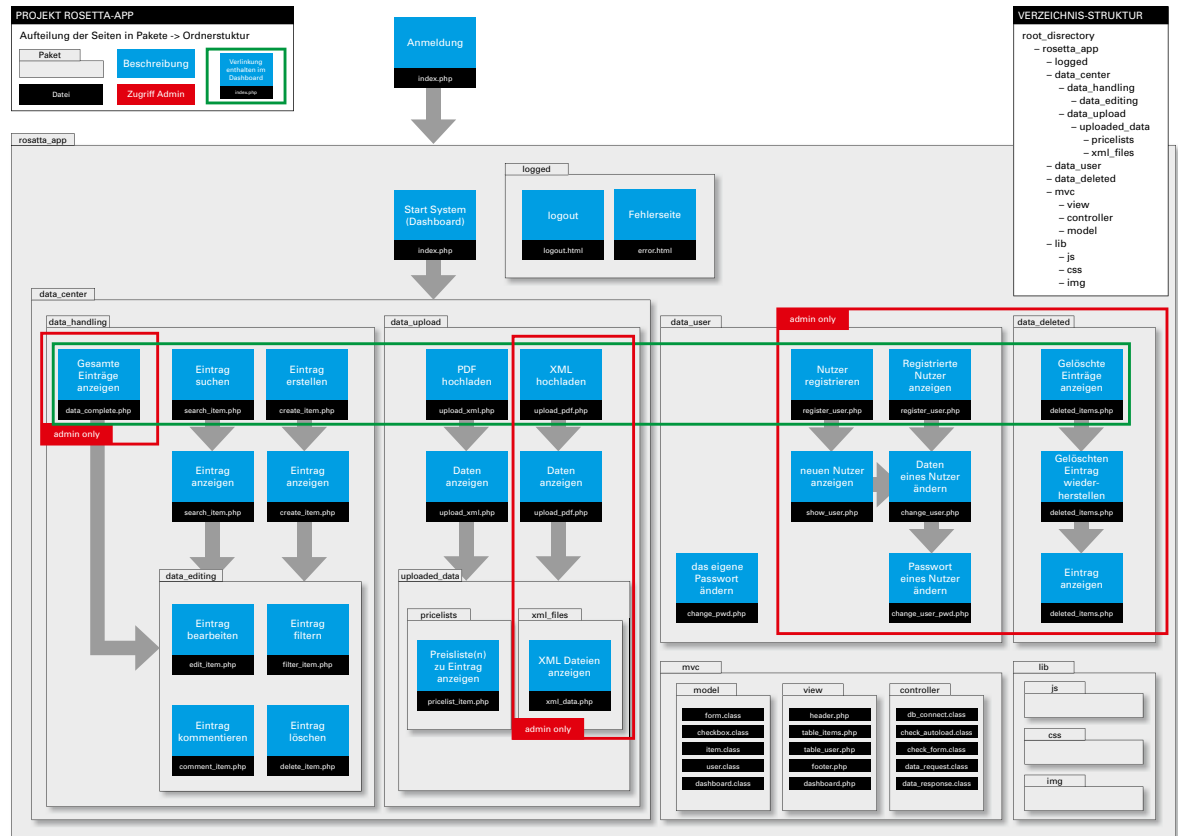 PROJEKT ROSETTA-APP
Aufteilung der Seiten in Pakete -> Ordnerstuktur
Paket
Beschreibung
Verlinkung
enthalten im
Dashboard
index.php
Datei
Zugriff Admin
Anmeldung
index.php
VERZEICHNIS-STRUKTUR
root_disrectory
– rosetta_app
– logged
– data_center
– data_handling
– data_editing
– data_upload
– uploaded_data
– pricelists
– xml_files
– data_user
– data_deleted
– mvc
– view
– controller
– model
– lib
– js
– css
– img
rosatta_app
Start System
(Dashboard)
index.php
logged
logout
logout.html
Fehlerseite
error.html
data_center
data_handling
Gesamte
Einträge
anzeigen
data_complete.php
admin only
Eintrag
suchen
search_item.php
Eintrag
erstellen
create_item.php
Eintrag
anzeigen
search_item.php
Eintrag
anzeigen
create_item.php
data_editing
Eintrag
bearbeiten
edit_item.php
Eintrag
filtern
filter_item.php
Eintrag
kommentieren
comment_item.php
Eintrag
löschen
delete_item.php
data_upload
PDF
hochladen
upload_xml.php
XML
hochladen
upload_pdf.php
Daten
anzeigen
upload_xml.php
Daten
anzeigen
upload_pdf.php
uploaded_data
pricelists
Preisliste(n)
zu Eintrag
anzeigen
pricelist_item.php
xml_files
XML Dateien
anzeigen
xml_data.php
admin only
data_user
admin only
Nutzer
registrieren
register_user.php
Registrierte
Nutzer
anzeigen
register_user.php
neuen Nutzer
anzeigen
show_user.php
Daten
eines Nutzer
ändern
change_user.php
das eigene
Passwort
ändern
change_pwd.php
Passwort
eines Nutzer
ändern
change_user_pwd.php
data_deleted
Gelöschte
Einträge
anzeigen
deleted_items.php
Gelöschten
Eintrag
wieder-
herstellen
deleted_items.php
Eintrag
anzeigen
deleted_items.php
mvc
model
form.class
checkbox.class
item.class
user.class
dashboard.class
view
header.php
table_items.php
table_user.php
footer.php
dashboard.php
controller
db_connect.class
check_autoload.class
check_form.class
data_request.class
data_response.class
lib
js
css
img